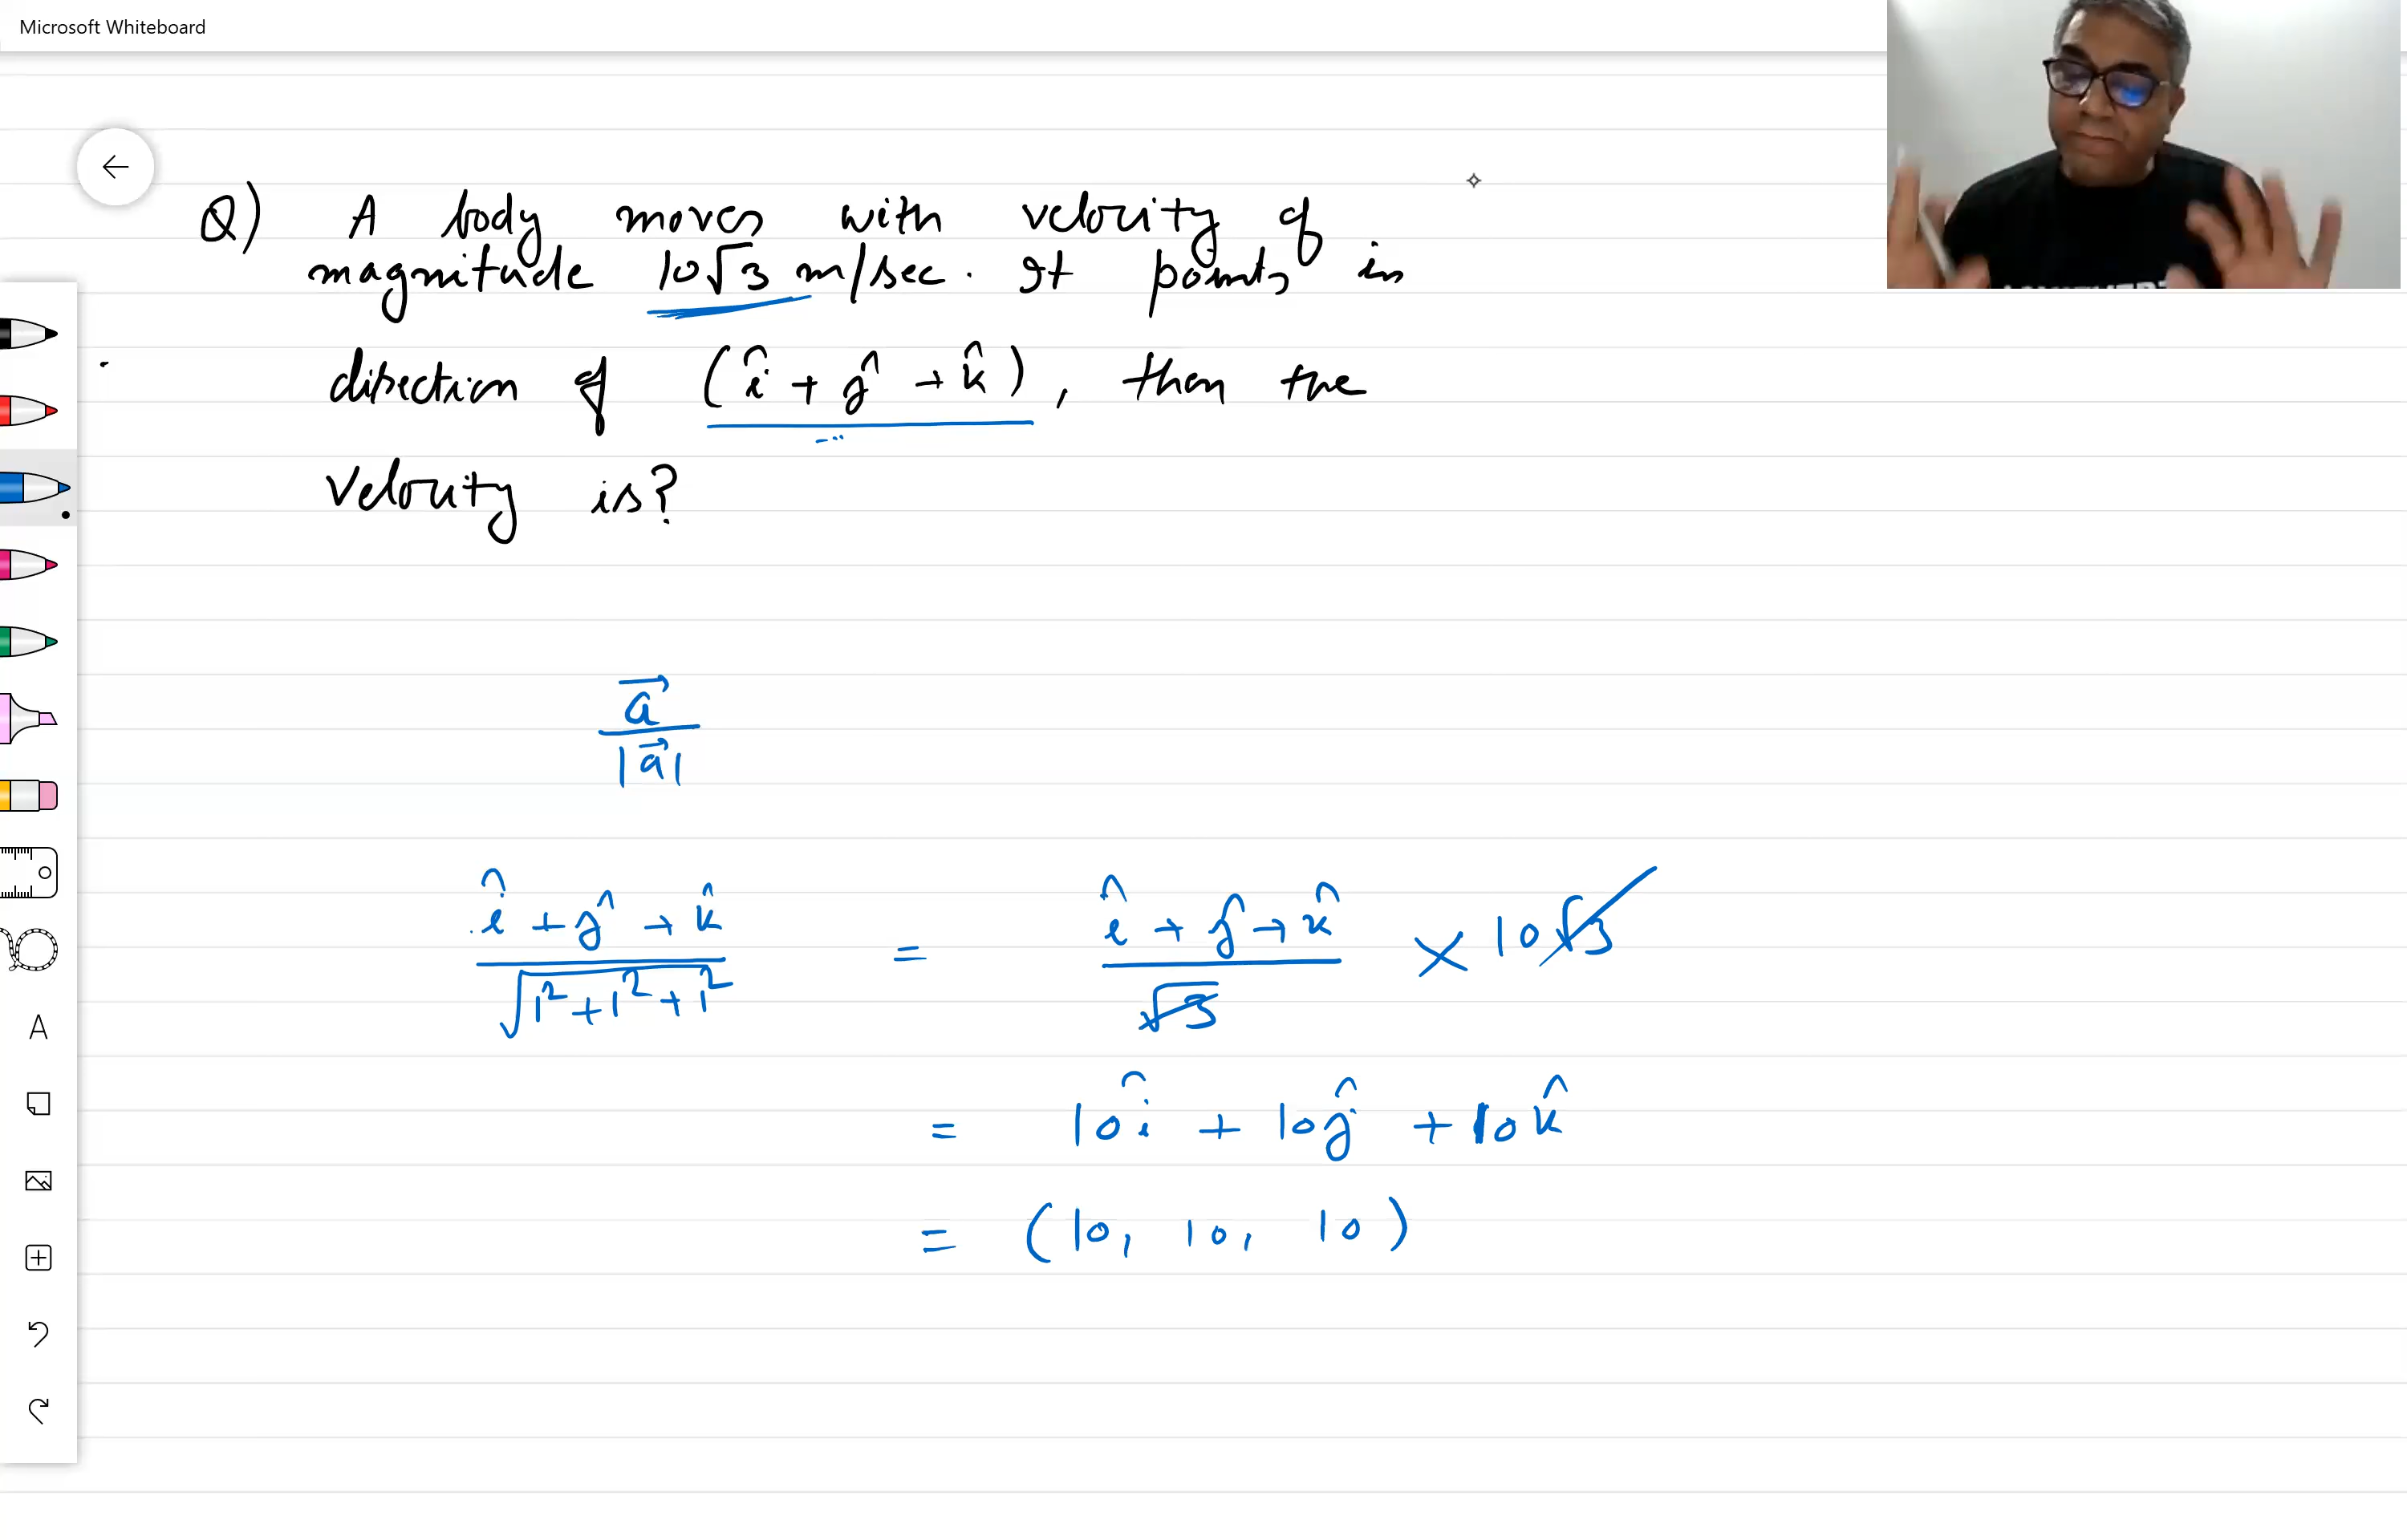 Microsoft Whiteboard
Q) A body moves with velocity of
magnitude 10√3 m/sec. It points in
direction of (î + ĵ + k̂), then the
velocity is?
a⃗
|a⃗|
î + ĵ + k̂ = î + ĵ + k̂ × 10√3
√1² + 1² + 1² √3
= 10î + 10ĵ + 10k̂
= (10, 10, 10)
A